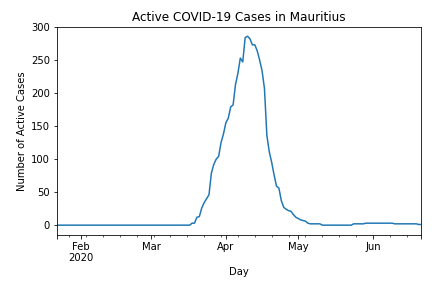 Active COVID-19 Cases in Mauritius
300
250
200
150
100
50
0
Number of Active Cases
Feb Mar Apr May Jun
2020
Day